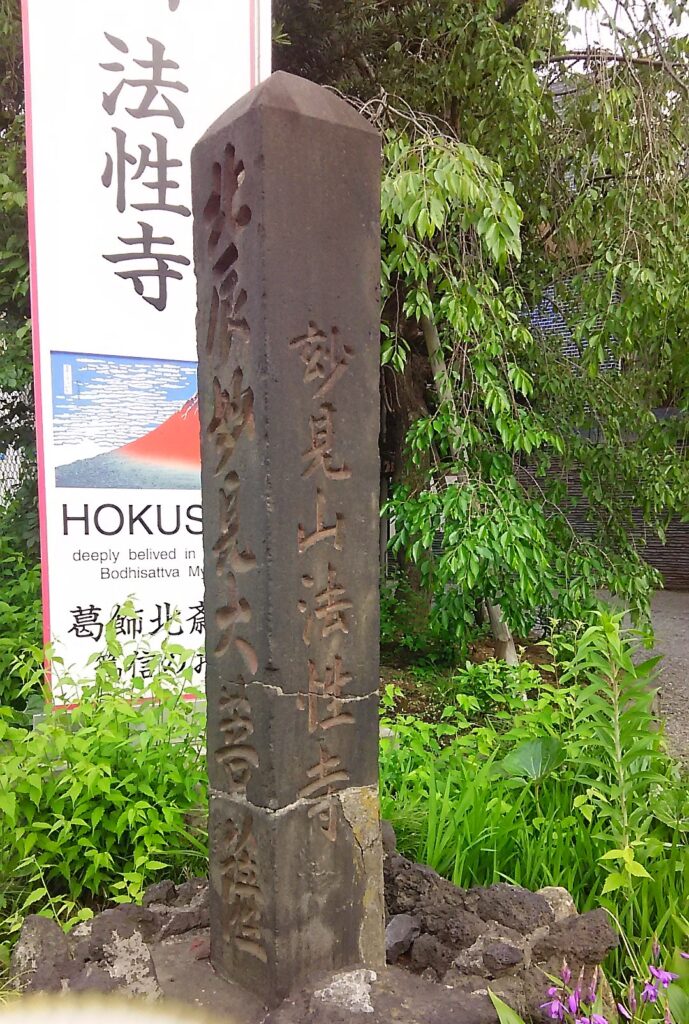 法性寺
HOKUS
deeply belived in
Bodhisattva My
葛飾北斎
北辰妙見大菩薩
妙見山法性寺